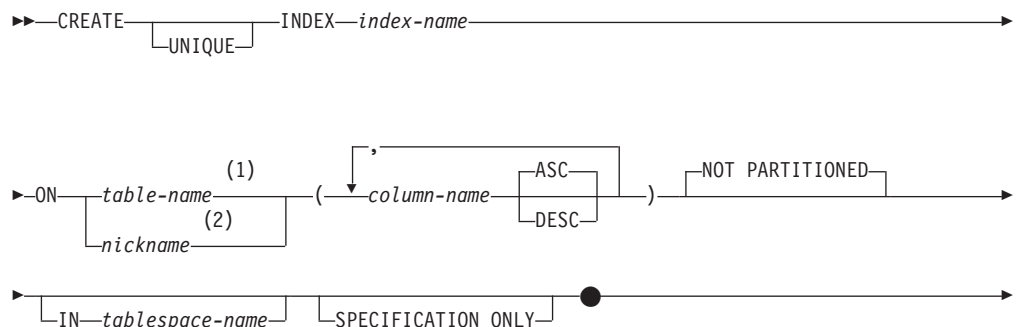 CREATE INDEX index-name
UNIQUE
,
(1) ASC NOT PARTITIONED
ON table-name ( column-name )
(2) DESC
nickname
IN tablespace-name SPECIFICATION ONLY